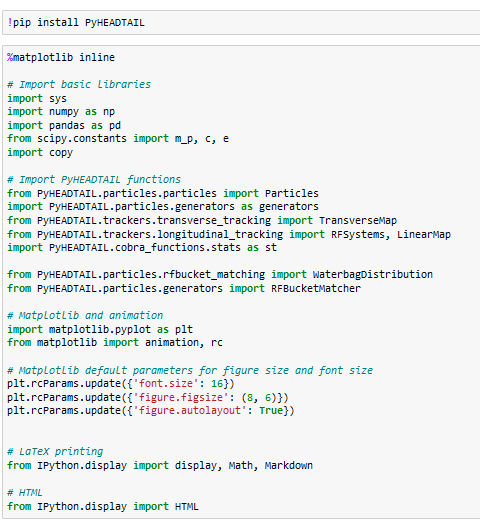 !pip install PyHEADTAIL
%matplotlib inline
# Import basic libraries
import sys
import numpy as np
import pandas as pd
from scipy.constants import m_p, c, e
import copy
# Import PyHEADTAIL functions
from PyHEADTAIL.particles.particles import Particles
import PyHEADTAIL.particles.generators as generators
from PyHEADTAIL.trackers.transverse_tracking import TransverseMap
from PyHEADTAIL.trackers.longitudinal_tracking import RFSystems, LinearMap
import PyHEADTAIL.cobra_functions.stats as st
from PyHEADTAIL.particles.rfbucket_matching import WaterbagDistribution
from PyHEADTAIL.particles.generators import RFBucketMatcher
# Matplotlib and animation
import matplotlib.pyplot as plt
from matplotlib import animation, rc
# Matplotlib default parameters for figure size and font size
plt.rcParams.update({'font.size': 16})
plt.rcParams.update({'figure.figsize': (8, 6)})
plt.rcParams.update({'figure.autolayout': True})
# LaTeX printing
from IPython.display import display, Math, Markdown
# HTML
from IPython.display import HTML